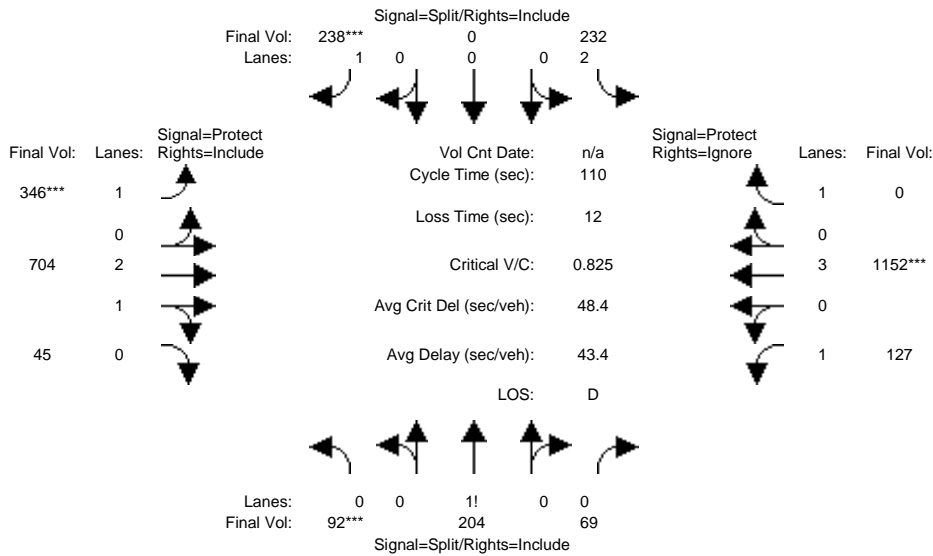 Signal=Split/Rights=Include
Final Vol: 238*** 0 232
Lanes: 1 0 0 0 2
Signal=Protect
Final Vol: Lanes: Rights=Include
Vol Cnt Date: n/a
Signal=Protect
Rights=Ignore Lanes: Final Vol:
Cycle Time (sec): 110
346*** 1
1 0
Loss Time (sec): 12
0
0
704 2
Critical V/C: 0.825
3 1152***
1
Avg Crit Del (sec/veh): 48.4
0
45 0
Avg Delay (sec/veh): 43.4
1 127
LOS: D
Lanes: 0 0 1! 0 0
Final Vol: 92*** 204 69
Signal=Split/Rights=Include